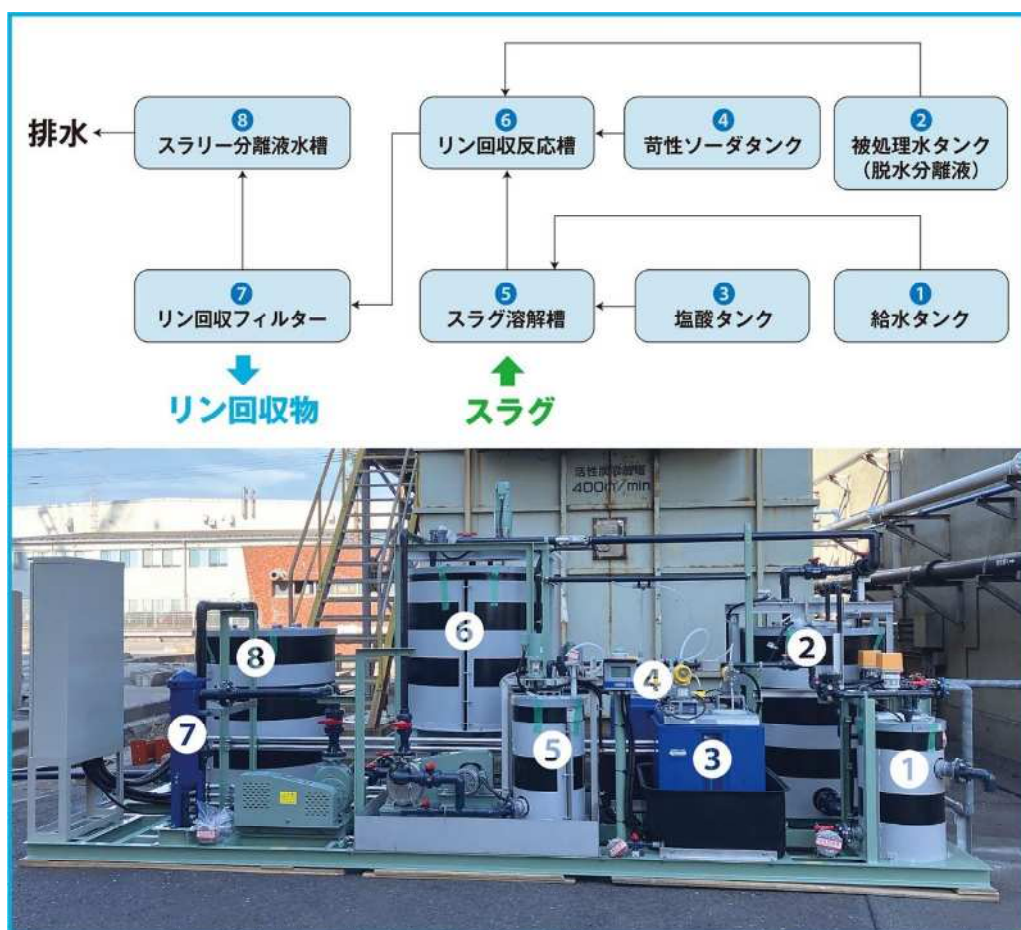 排水
8
スラリー分離液水槽
6
リン回収反応槽
4
苛性ソーダタンク
2
被処理水タンク
（脱水分離液）
7
リン回収フィルター
5
スラグ溶解槽
3
塩酸タンク
1
給水タンク
リン回収物
スラグ
400㎥/min
8
6
2
4
7
5
3
1